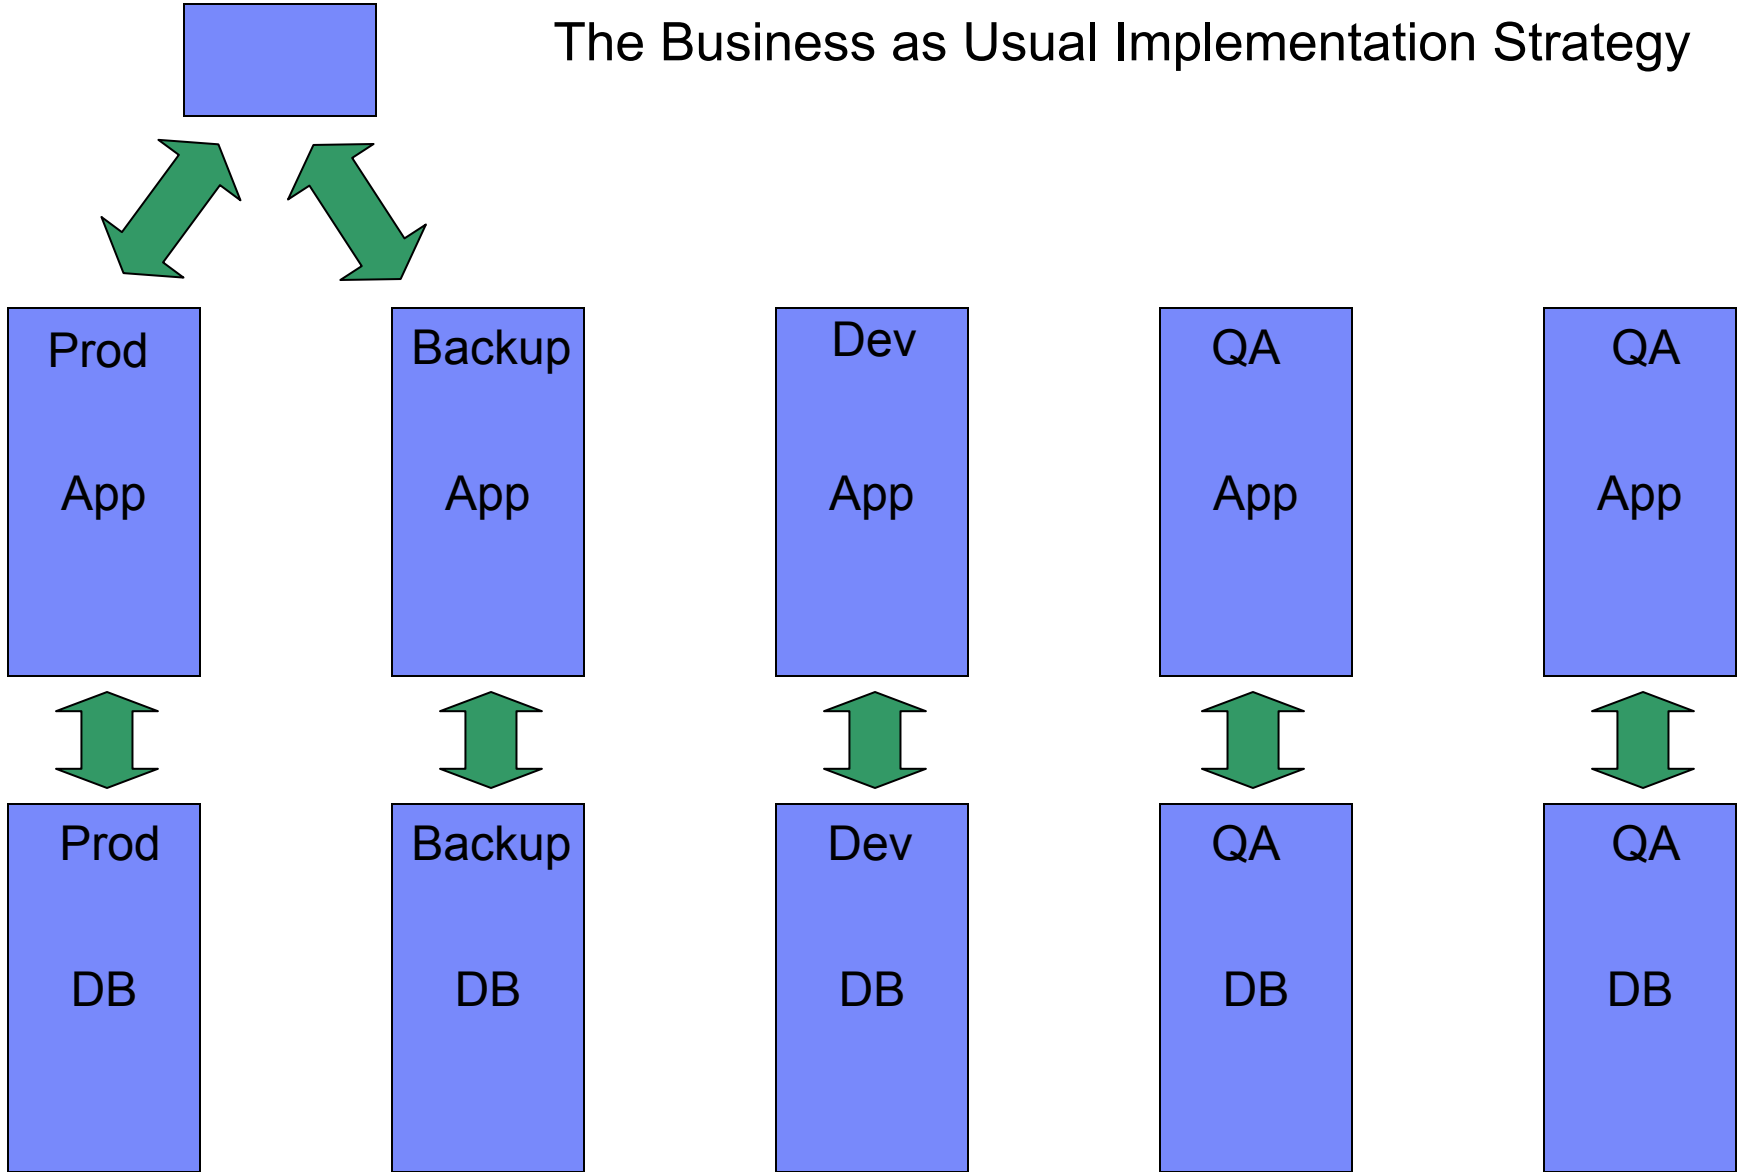 The Business as Usual Implementation Strategy
Prod
Backup
Dev
QA
QA
App
App
App
App
App
Prod
Backup
Dev
QA
QA
DB
DB
DB
DB
DB